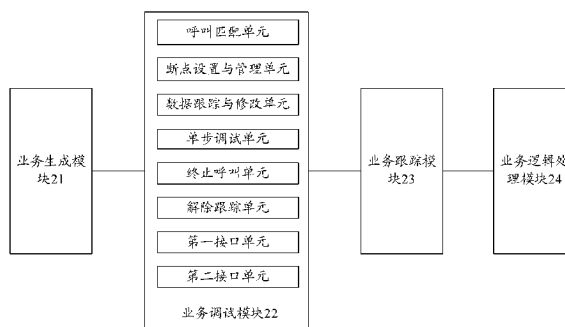 业务生成模
块21
呼叫匹配单元
断点设置与管理单元
数据跟踪与修改单元
单步调试单元
终止呼叫单元
解除跟踪单元
第一接口单元
第二接口单元
业务调试模块22
业务跟踪模
块23
业务逻辑处
理模块24